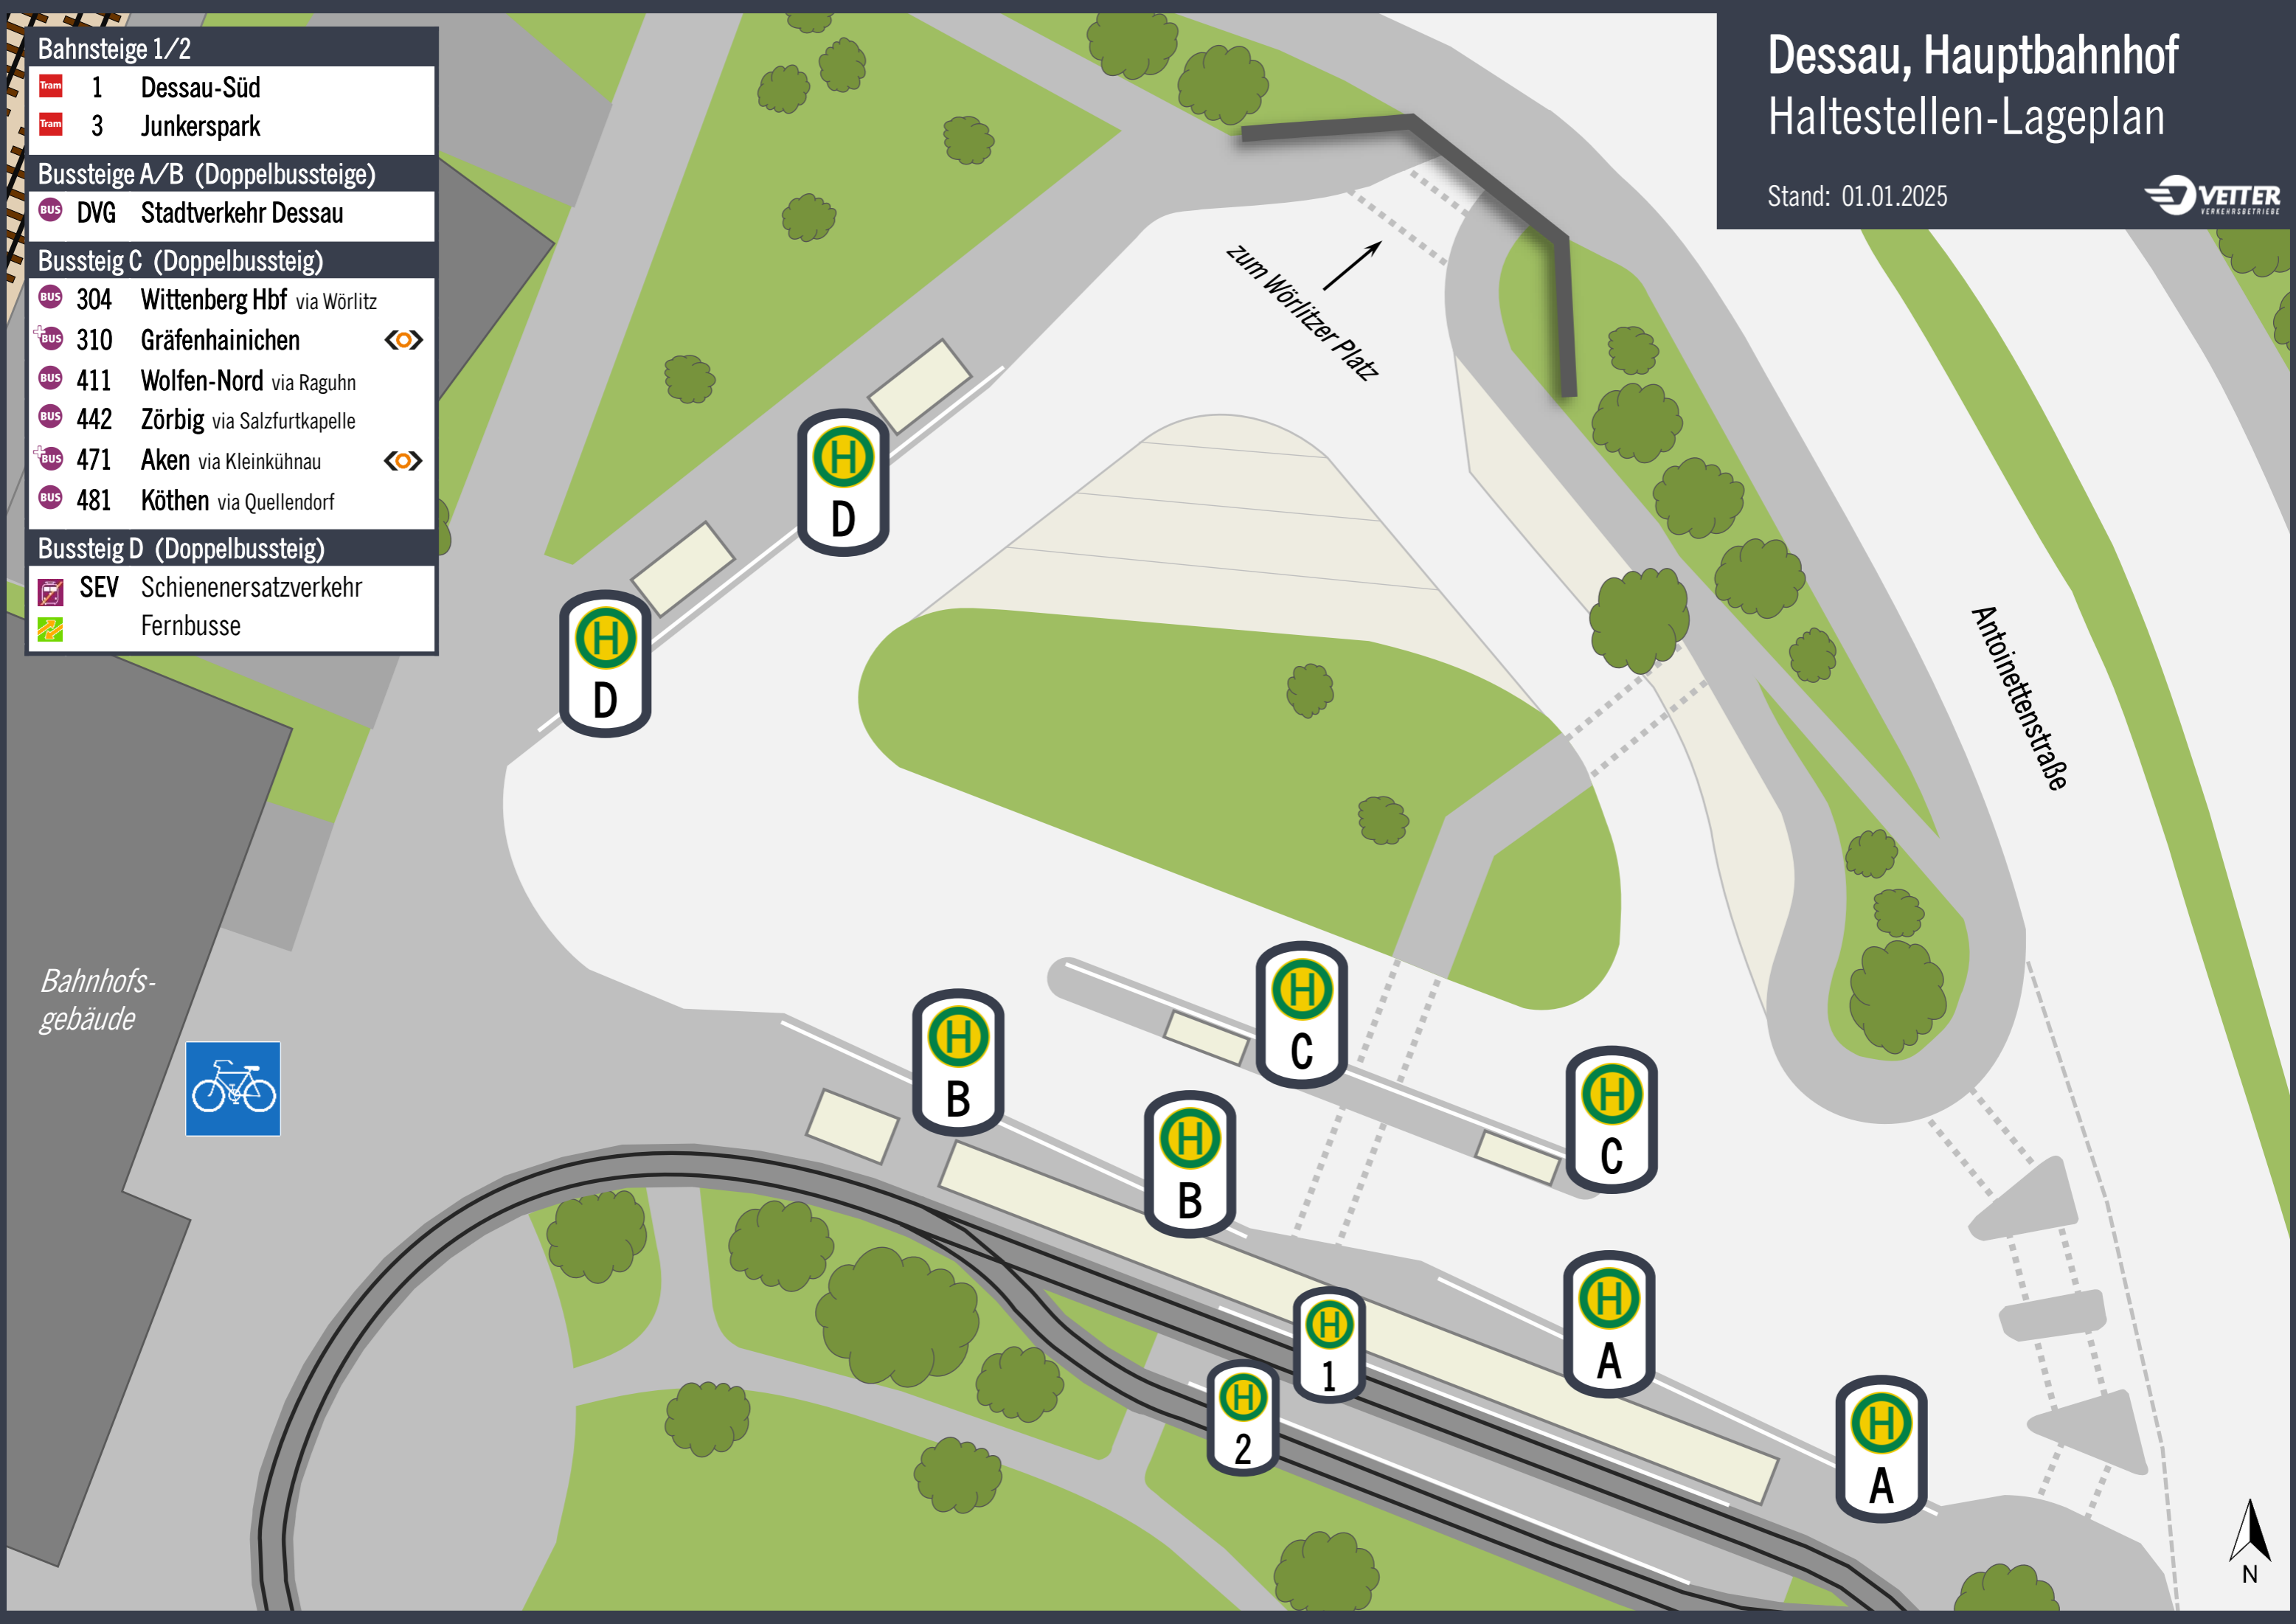 Bahnsteige 1/2
Tram 1 Dessau-Süd
Tram 3 Junkerspark
Bussteige A/B (Doppelbussteige)
BUS DVG Stadtverkehr Dessau
Bussteig C (Doppelbussteig)
BUS 304 Wittenberg Hbf via Wörlitz
+BUS 310 Gräfenhainichen
BUS 411 Wolfen-Nord via Raguhn
BUS 442 Zörbig via Salzfurtkapelle
+BUS 471 Aken via Kleinkühnau
BUS 481 Köthen via Quellendorf
Bussteig D (Doppelbussteig)
SEV Schienenersatzverkehr
Fernbusse
Dessau, Hauptbahnhof
Haltestellen-Lageplan
Stand: 01.01.2025
VETTER
VERKEHRSBETRIEBE
zum Wörlitzer Platz
H
D
H
D
Antoinettenstraße
Bahnhofs-
gebäude
H
C
H
B
H
C
H
B
H
A
H
1
H
2
H
A
N